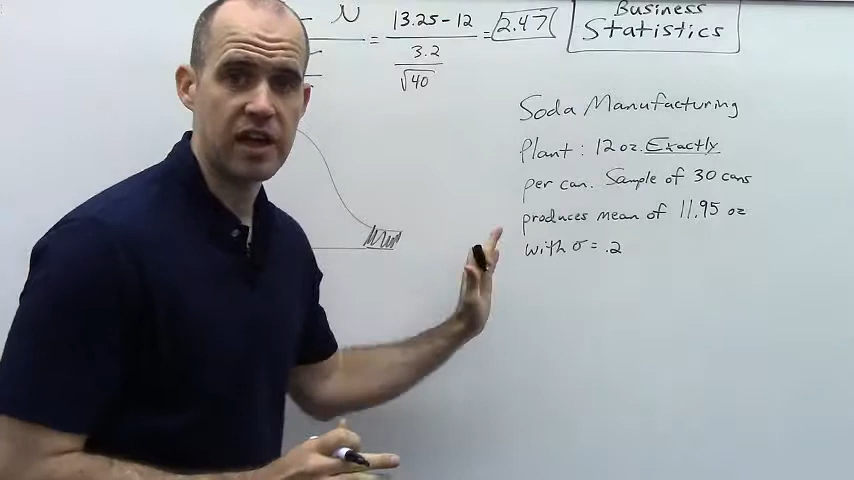 - N = 13.25 - 12 = 2.47
3.2
√40
Business
Statistics
Soda Manufacturing
Plant : 12 oz. Exactly
per can. Sample of 30 cans
produces mean of 11.95 oz
with σ = .2